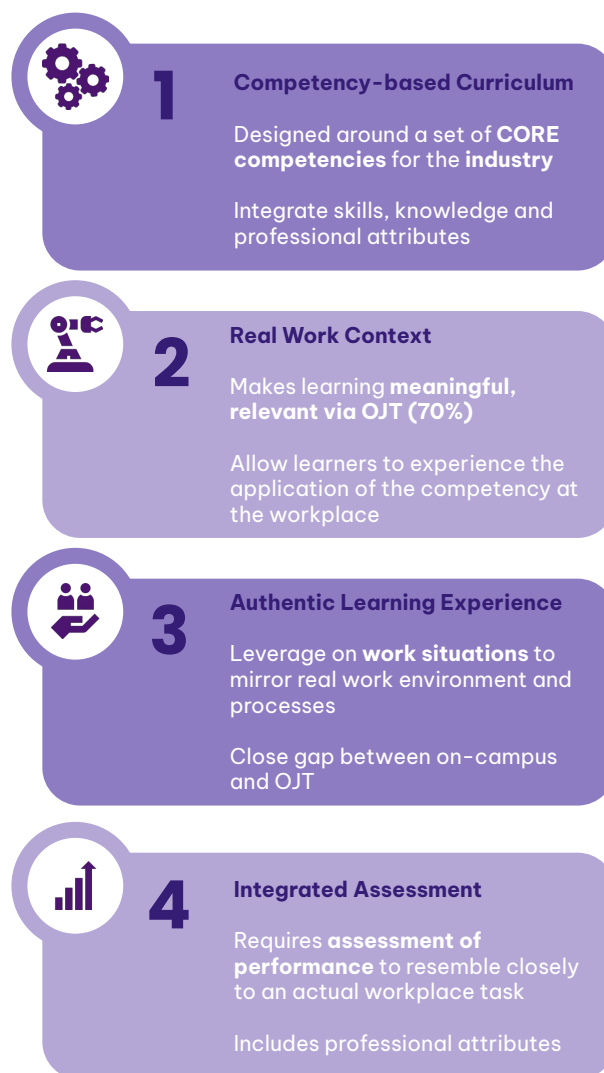 1
Competency-based Curriculum
Designed around a set of CORE
competencies for the industry
Integrate skills, knowledge and
professional attributes
2
Real Work Context
Makes learning meaningful,
relevant via OJT (70%)
Allow learners to experience the
application of the competency at
the workplace
3
Authentic Learning Experience
Leverage on work situations to
mirror real work environment and
processes
Close gap between on-campus
and OJT
4
Integrated Assessment
Requires assessment of
performance to resemble closely
to an actual workplace task
Includes professional attributes